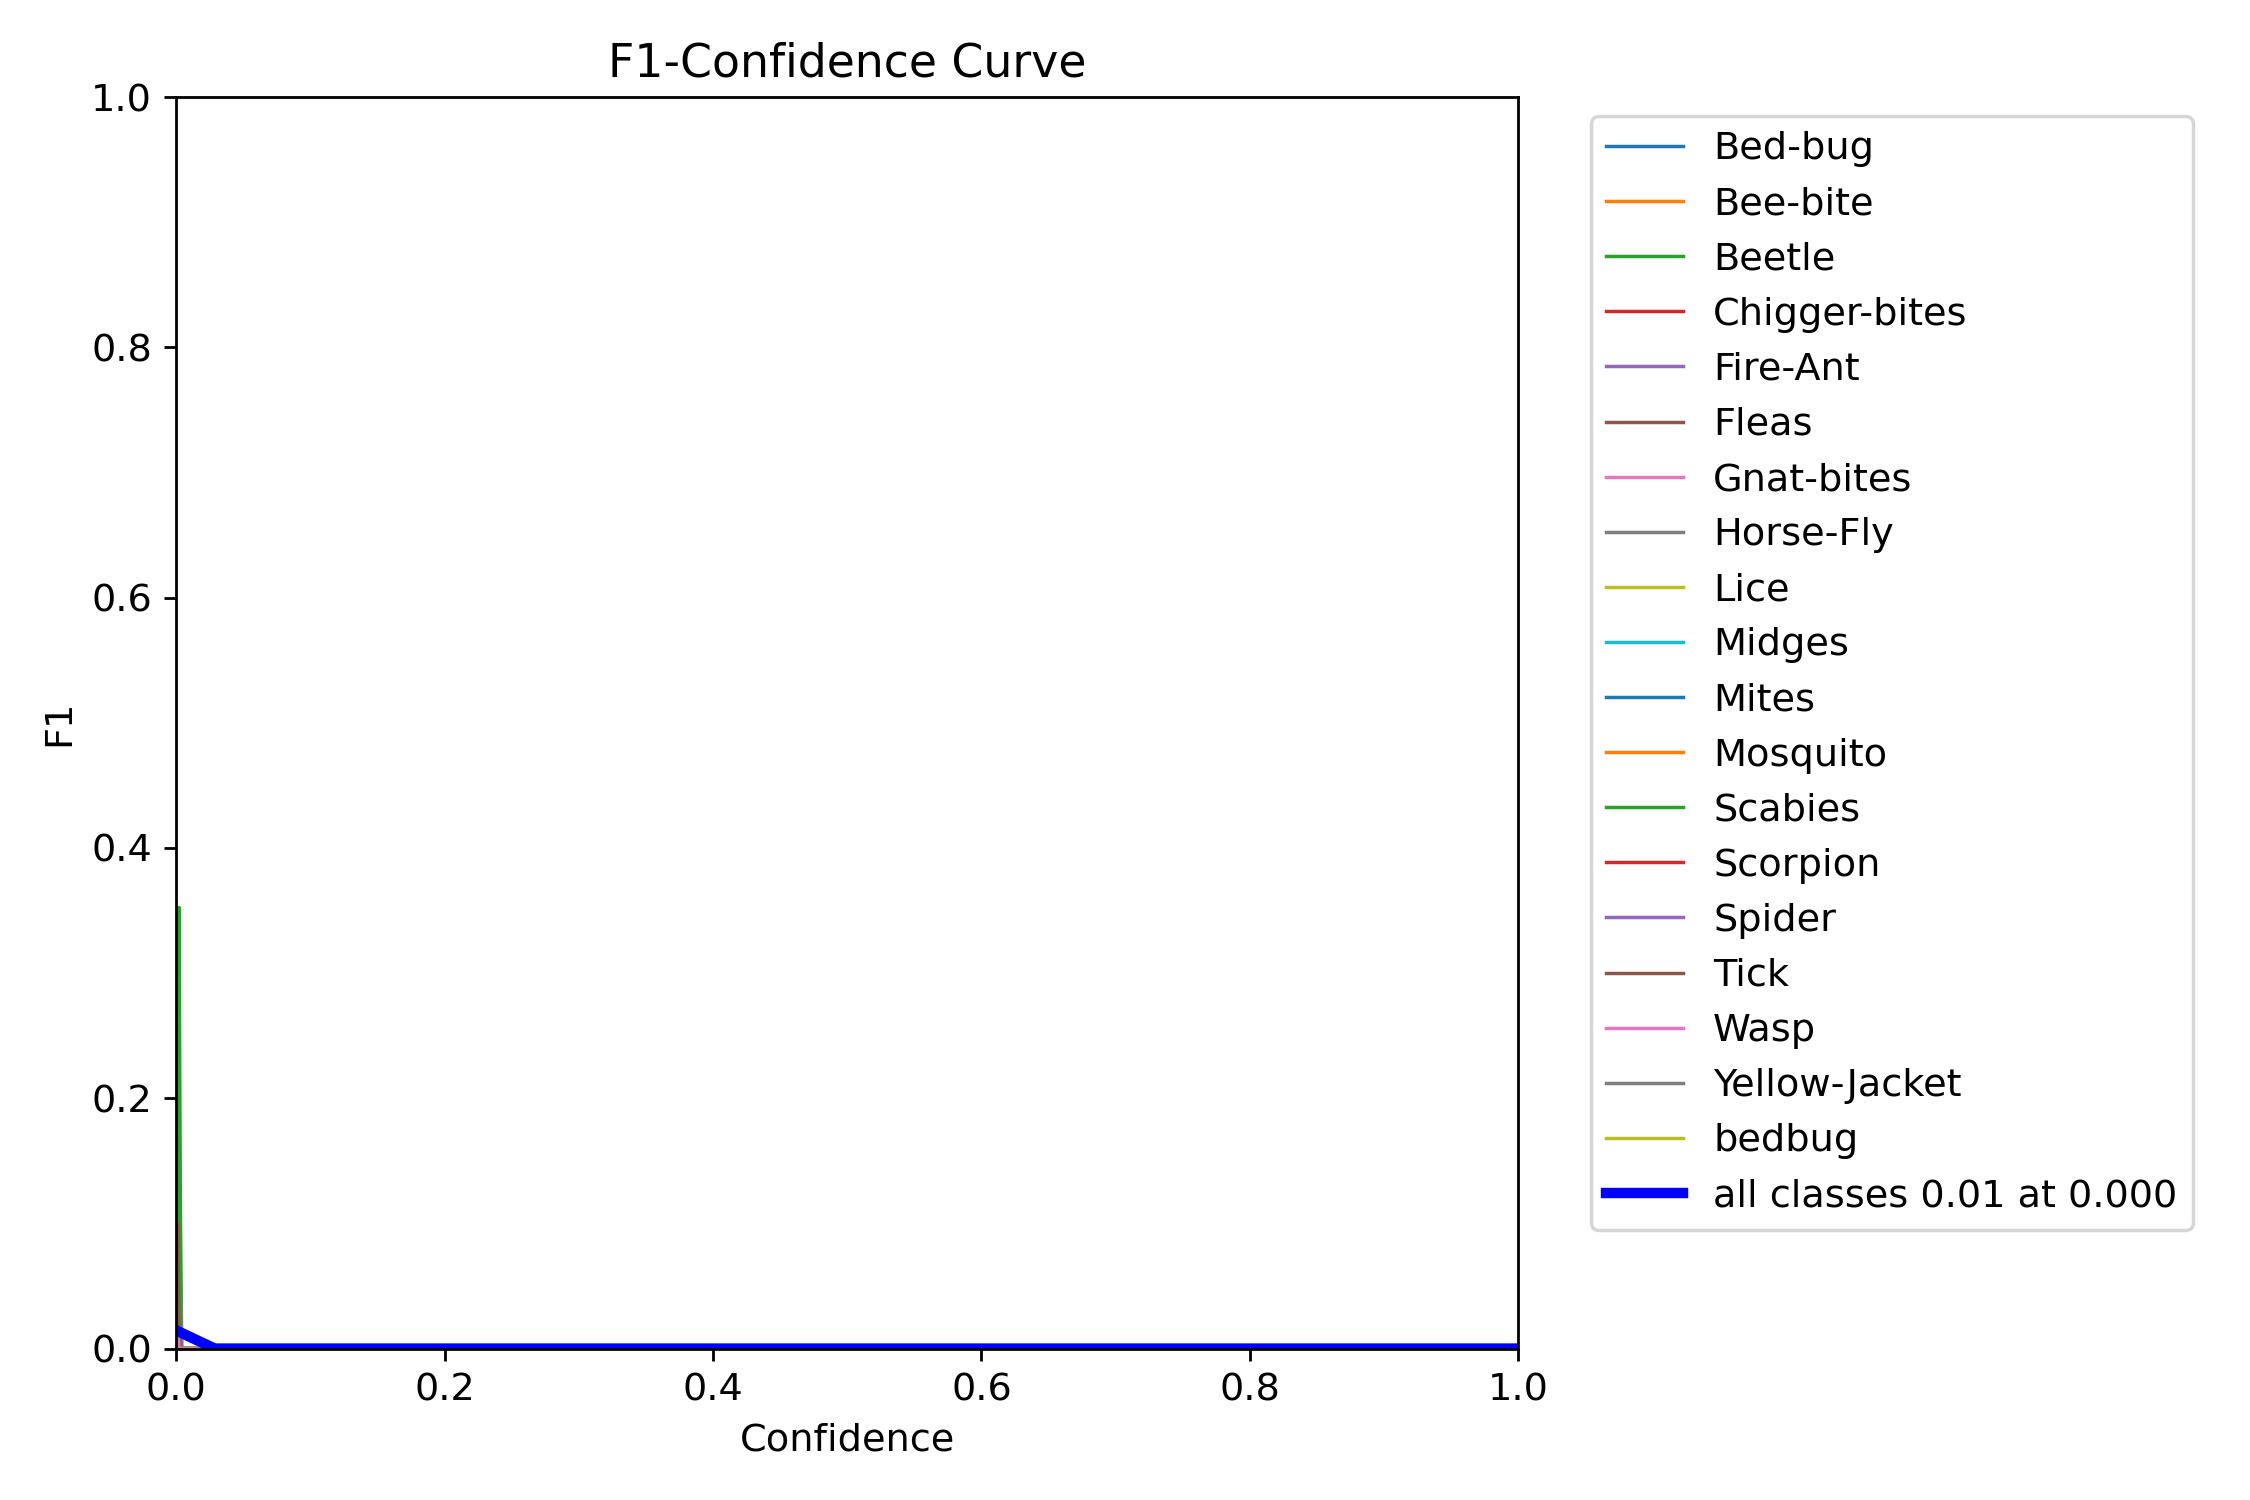 F1-Confidence Curve
1.0
0.8
0.6
0.4
0.2
0.0
F1
0.0 0.2 0.4 0.6 0.8 1.0
Confidence
Bed-bug
Bee-bite
Beetle
Chigger-bites
Fire-Ant
Fleas
Gnat-bites
Horse-Fly
Lice
Midges
Mites
Mosquito
Scabies
Scorpion
Spider
Tick
Wasp
Yellow-Jacket
bedbug
all classes 0.01 at 0.000